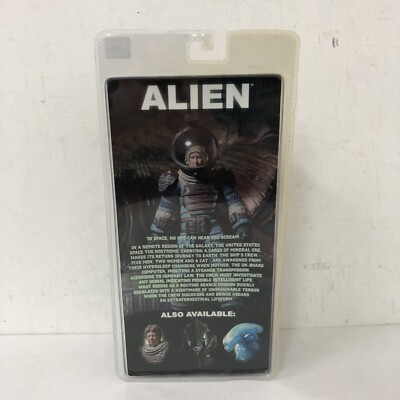 ALIEN™
"IN SPACE, NO ONE CAN HEAR YOU SCREAM."
IN A REMOTE REGION OF THE GALAXY, THE UNITED STATES
SPACE TUG NOSTROMO, CARRYING A CARGO OF MINERAL ORE,
MAKES ITS RETURN JOURNEY TO EARTH. THE SHIP'S CREW -
FIVE MEN, TWO WOMEN AND A CAT - ARE AWAKENED FROM
THEIR HYPERSLEEP CHAMBERS WHEN MOTHER, THE ON-BOARD
COMPUTER, MONITORS A STRANGE TRANSMISSION.
ACCORDING TO COMPANY LAW, THE CREW MUST INVESTIGATE
ANY SIGNAL INDICATING POSSIBLE INTELLIGENT LIFE.
WHAT BEGINS AS A ROUTINE SEARCH MISSION QUICKLY
ESCALATES INTO A NIGHTMARE OF UNIMAGINABLE TERROR
WHEN THE CREW DISCOVERS AND BRINGS ABOARD
AN EXTRATERRESTRIAL LIFEFORM.
ALSO AVAILABLE: